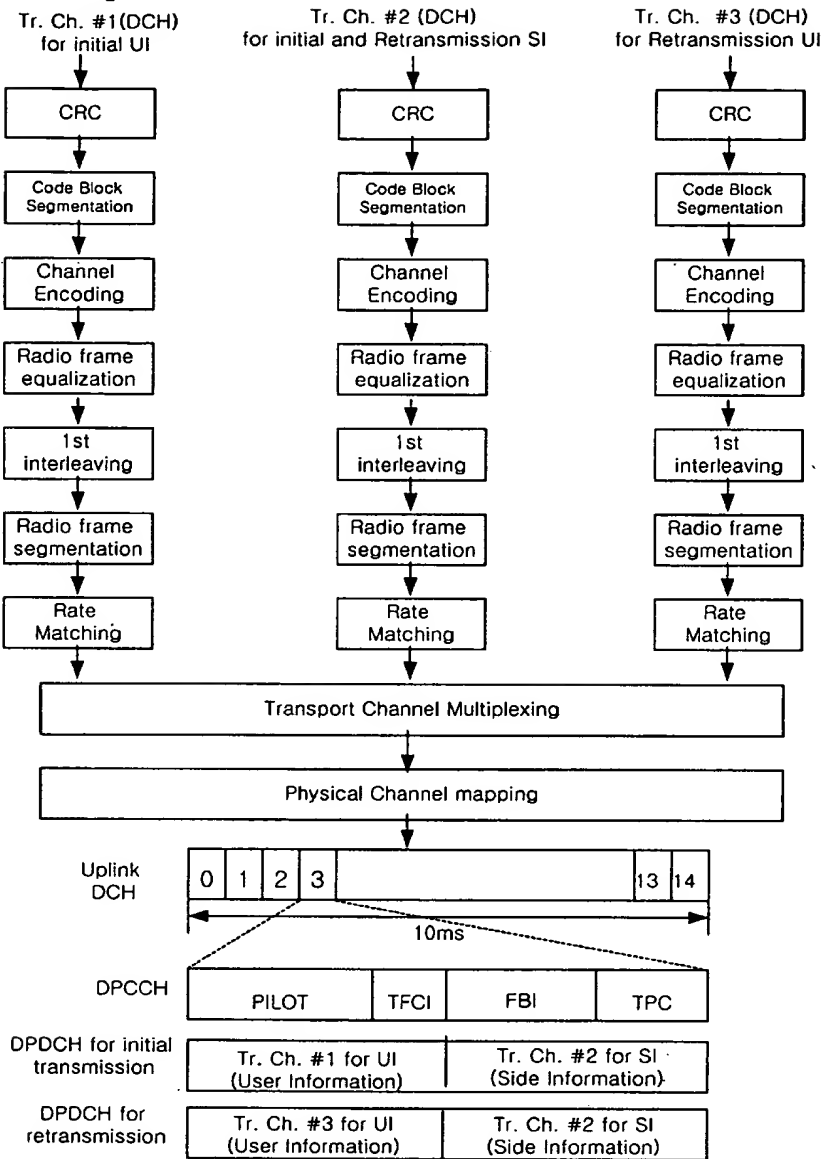 Tr. Ch. #1(DCH)
for initial UI
Tr. Ch. #2 (DCH)
for initial and Retransmission SI
Tr. Ch. #3 (DCH)
for Retransmission UI
CRC
CRC
CRC
Code Block
Segmentation
Code Block
Segmentation
Code Block
Segmentation
Channel
Encoding
Channel
Encoding
Channel
Encoding
Radio frame
equalization
Radio frame
equalization
Radio frame
equalization
1st
interleaving
1st
interleaving
1st
interleaving
Radio frame
segmentation
Radio frame
segmentation
Radio frame
segmentation
Rate
Matching
Rate
Matching
Rate
Matching
Transport Channel Multiplexing
Physical Channel mapping
Uplink
DCH
0 1 2 3 13 14
10ms
DPCCH
PILOT TFCI FBI TPC
DPDCH for initial
transmission
Tr. Ch. #1 for UI
(User Information)
Tr. Ch. #2 for SI
(Side Information)
DPDCH for
retransmission
Tr. Ch. #3 for UI
(User Information)
Tr. Ch. #2 for SI
(Side Information)